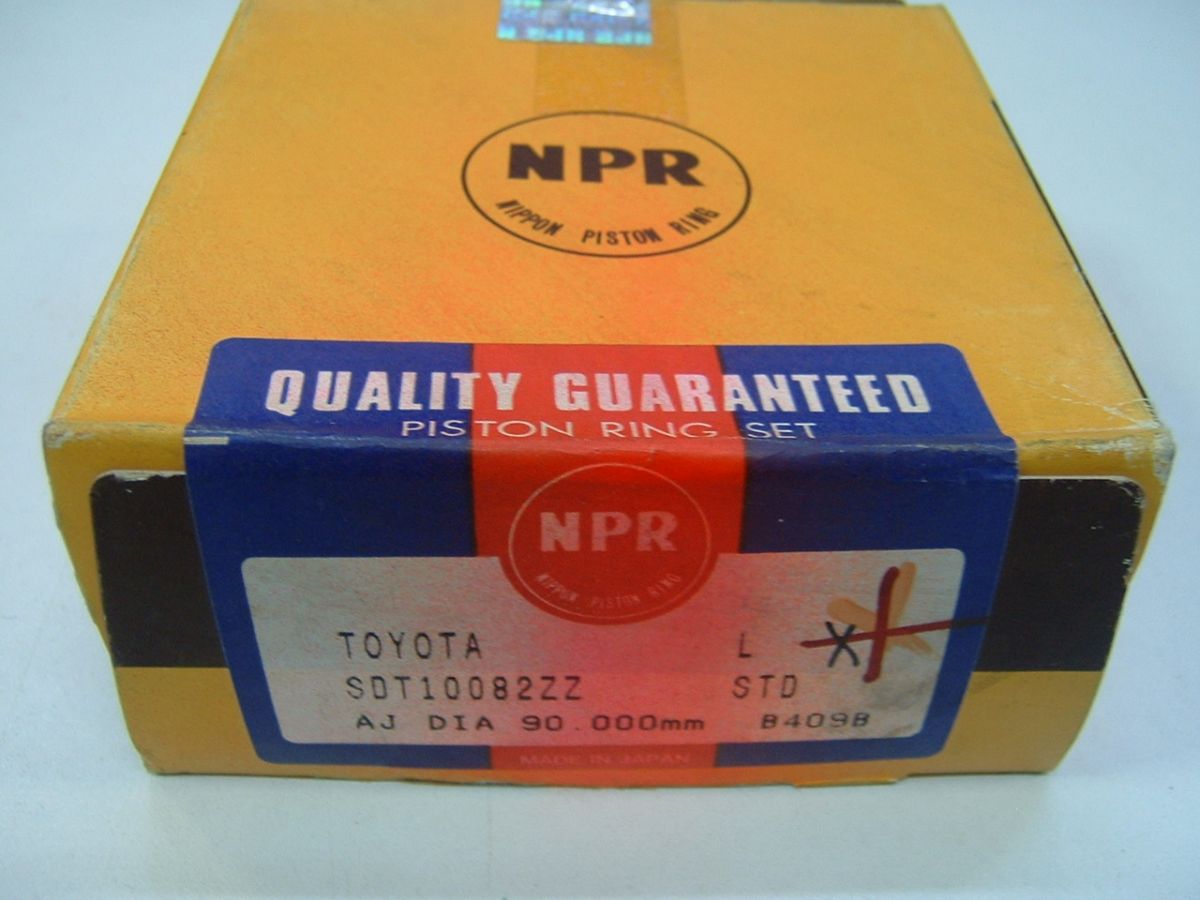 NPR
NIPPON PISTON RING
QUALITY GUARANTEED
PISTON RING SET
NPR
NIPPON PISTON RING
TOYOTA L
SDT10082ZZ STD
AJ DIA 90.000mm B409B
MADE IN JAPAN